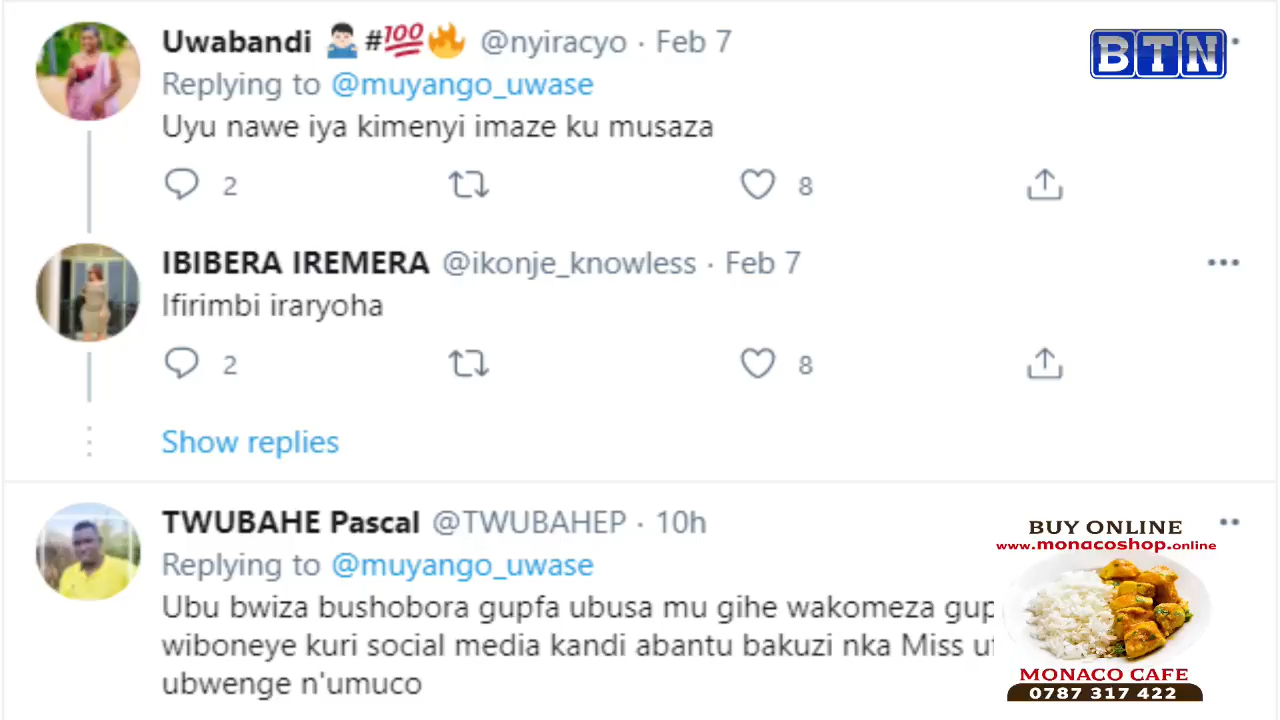 Uwabandi 🤷🏻‍♂️ #💯🔥 @nyiracyo · Feb 7
BTN
Replying to @muyango_uwase
Uyu nawe iya kimenyi imaze ku musaza
2 8
IBIBERA IREMERA @ikonje_knowless · Feb 7
Ifirimbi iraryoha
2 8
Show replies
TWUBAHE Pascal @TWUBAHEP · 10h
Replying to @muyango_uwase
Ubu bwiza bushobora gupfa ubusa mu gihe wakomeza
wiboneye kuri social media kandi abantu bakuzi nka Miss
ubwenge n'umuco
BUY ONLINE
www.monacoshop.online
MONACO CAFE
0787 317 422